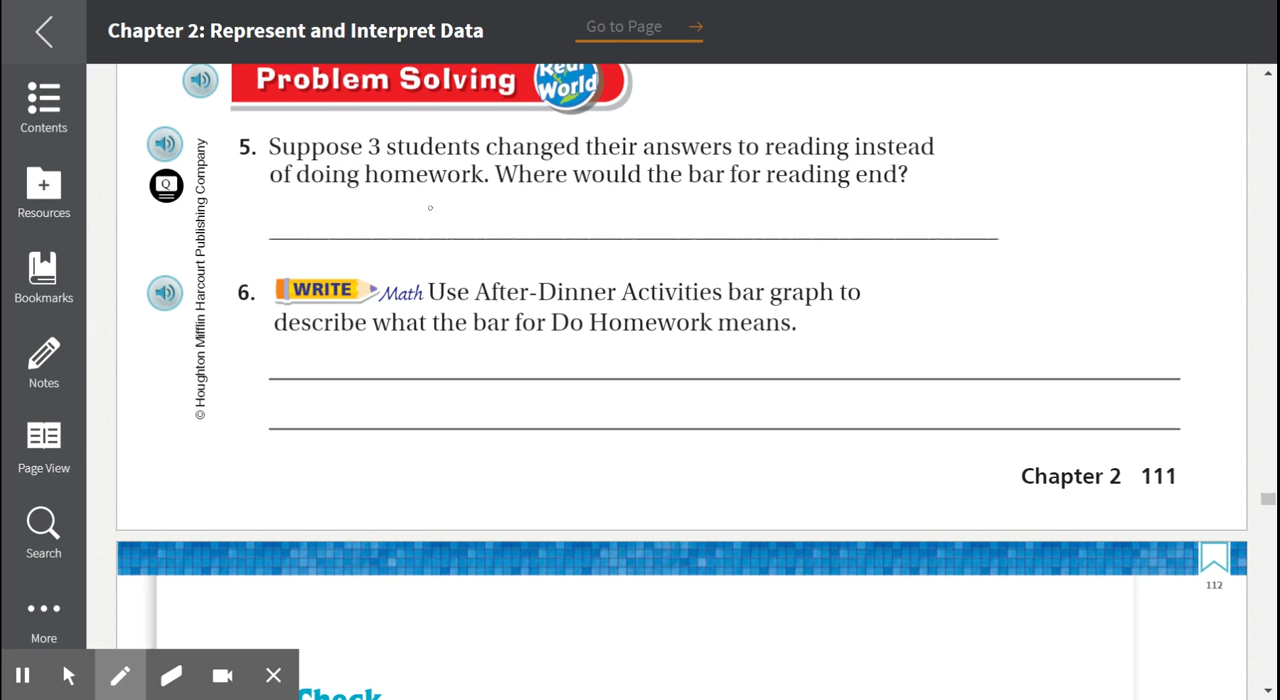 Chapter 2: Represent and Interpret Data
Go to Page →
Contents
Resources
Bookmarks
Notes
Page View
Search
More
Problem Solving
Real World
© Houghton Mifflin Harcourt Publishing Company
5. Suppose 3 students changed their answers to reading instead
of doing homework. Where would the bar for reading end?
Q
6. WRITE Math Use After-Dinner Activities bar graph to
describe what the bar for Do Homework means.
Chapter 2 111
112
Check